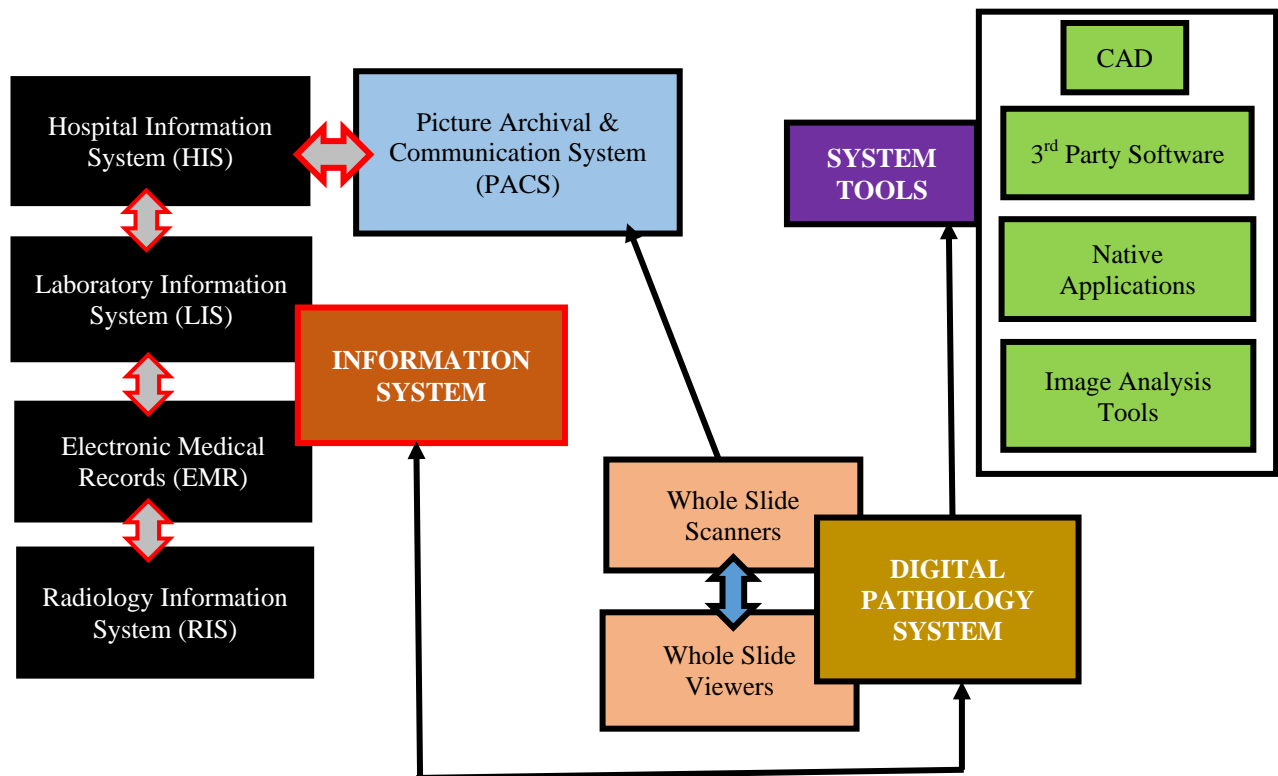 Hospital Information
System (HIS)
Picture Archival &
Communication System
(PACS)
Laboratory Information
System (LIS)
INFORMATION
SYSTEM
Electronic Medical
Records (EMR)
Radiology Information
System (RIS)
Whole Slide
Scanners
Whole Slide
Viewers
DIGITAL
PATHOLOGY
SYSTEM
SYSTEM
TOOLS
CAD
3rd Party Software
Native
Applications
Image Analysis
Tools